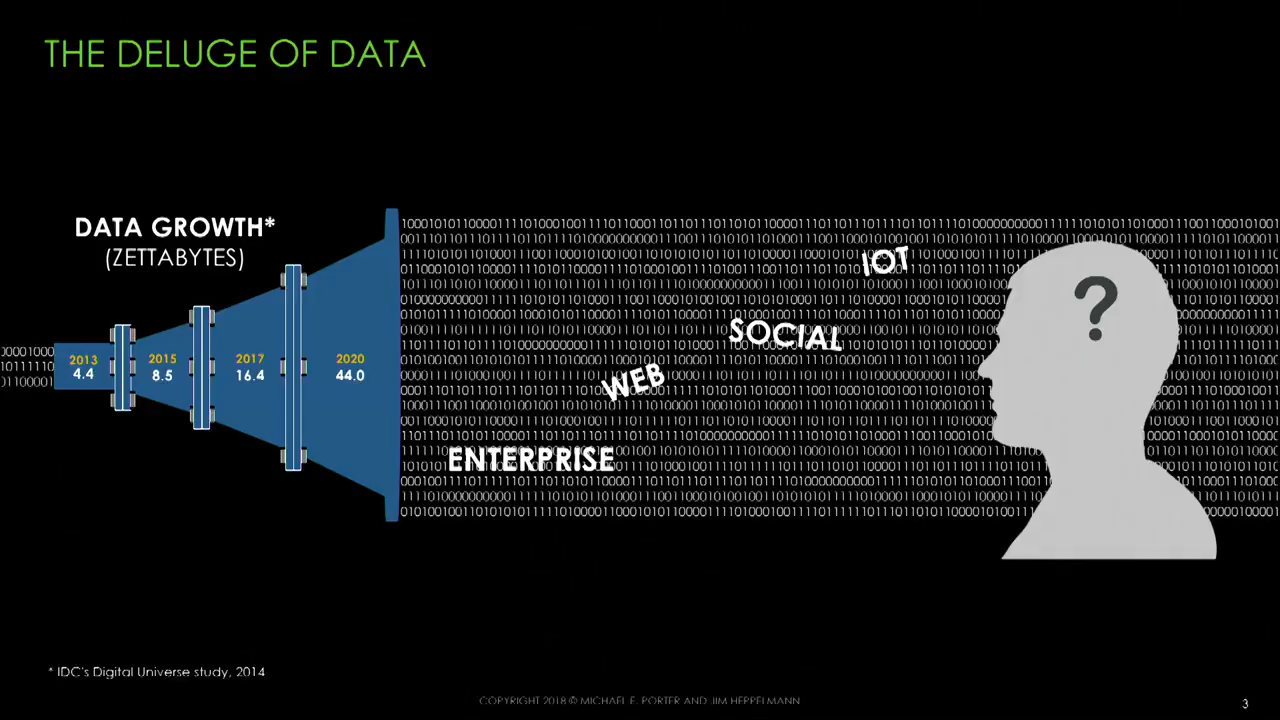 THE DELUGE OF DATA
DATA GROWTH*
(ZETTABYTES)
2013
4.4
2015
8.5
2017
16.4
2020
44.0
IOT
SOCIAL
WEB
ENTERPRISE
?
* IDC's Digital Universe study, 2014
COPYRIGHT 2018 © MICHAEL E. PORTER AND JIM HEPPELMANN
3